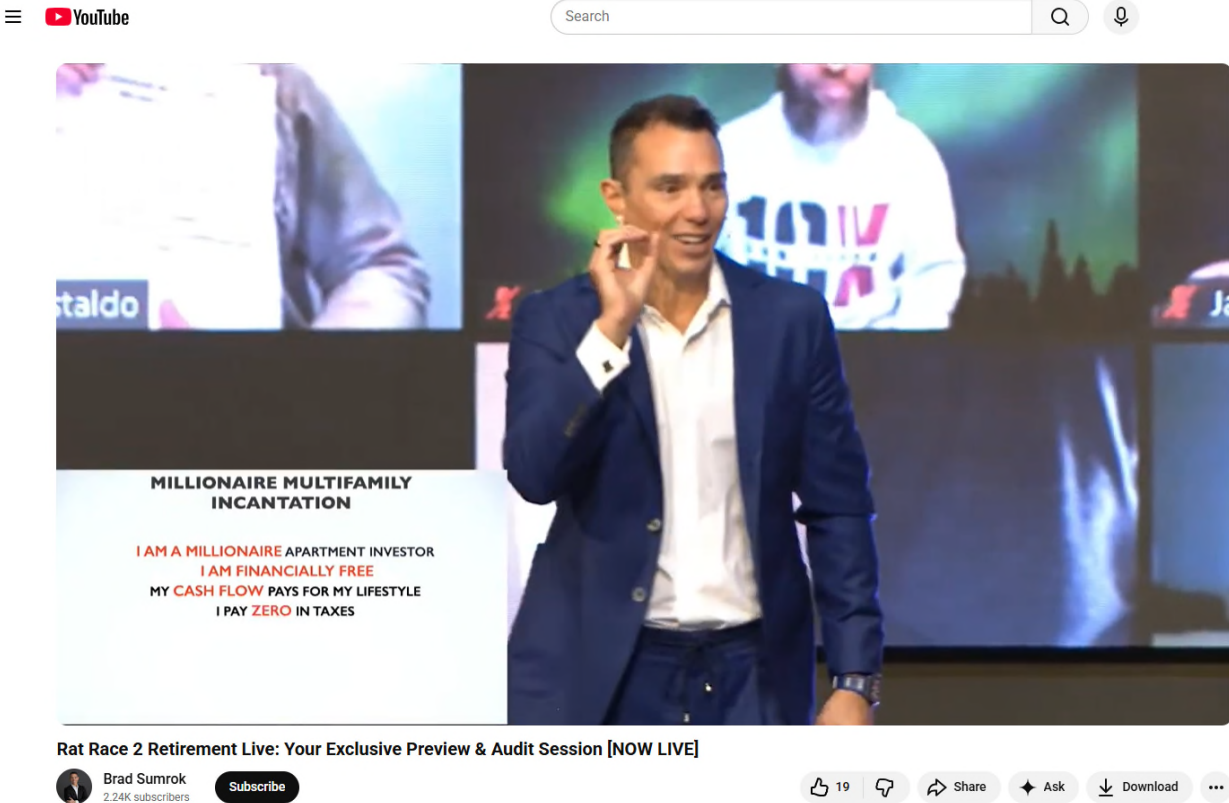 YouTube
Search
staldo
10X
Ja
MILLIONAIRE MULTIFAMILY
INCANTATION
I AM A MILLIONAIRE APARTMENT INVESTOR
I AM FINANCIALLY FREE
MY CASH FLOW PAYS FOR MY LIFESTYLE
I PAY ZERO IN TAXES
Rat Race 2 Retirement Live: Your Exclusive Preview & Audit Session [NOW LIVE]
Brad Sumrok
2.24K subscribers
Subscribe
19
Share
Ask
Download